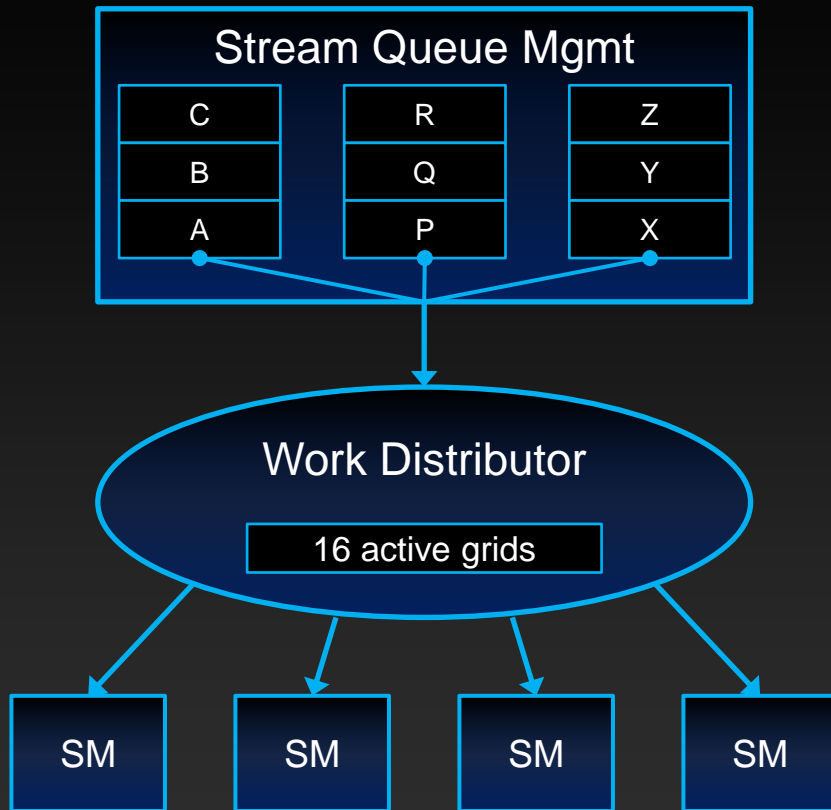 Stream Queue Mgmt
C R Z
B Q Y
A P X
Work Distributor
16 active grids
SM SM SM SM